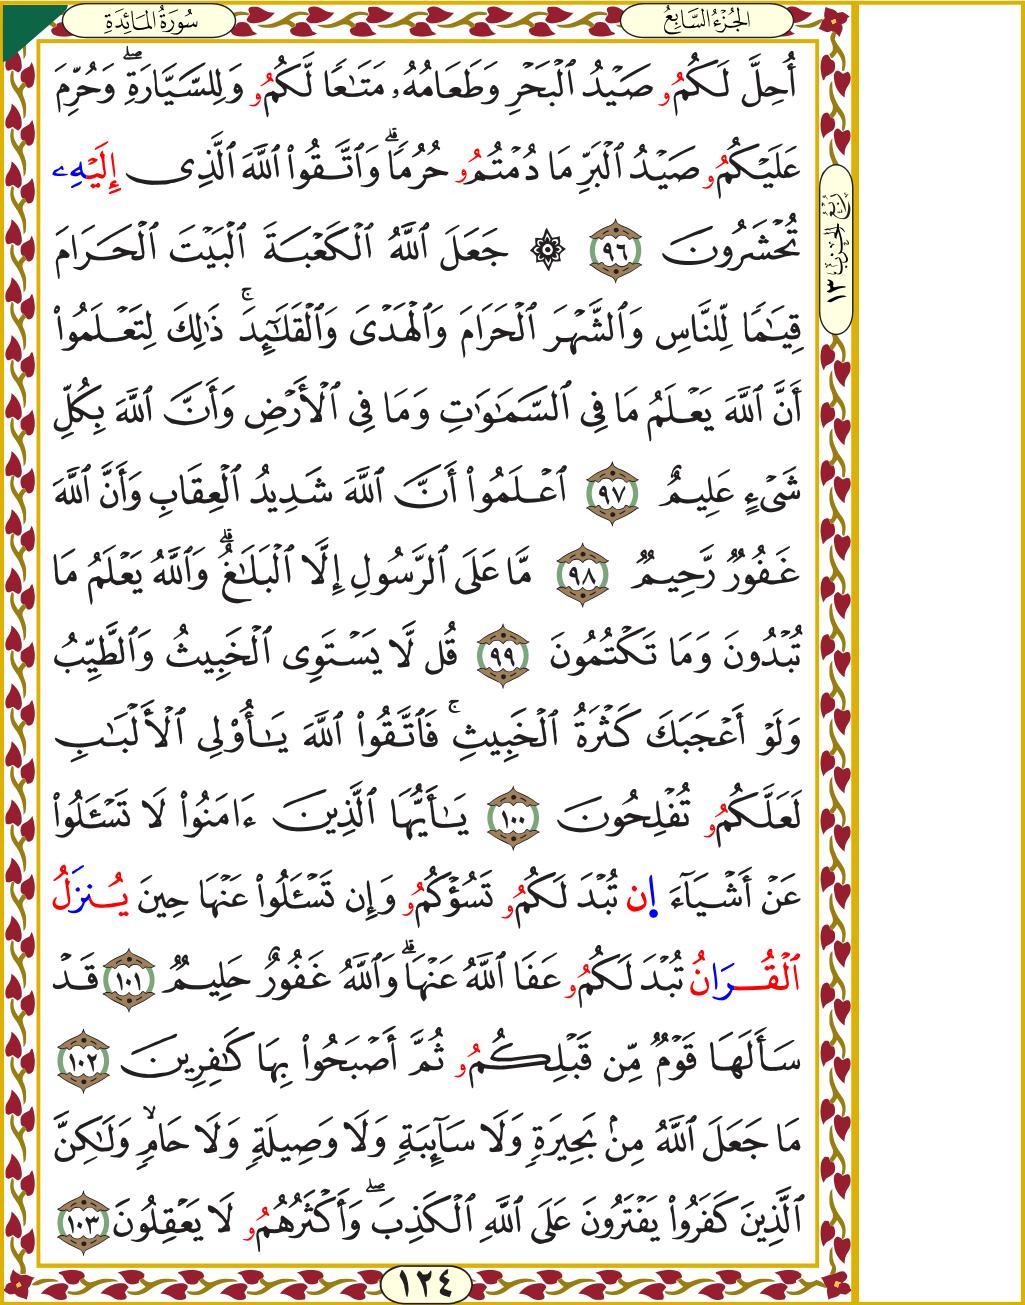 سُورَةُ المَائِدَةِ
الجُزْءُ السَّابِعُ
أُحِلَّ لَكُمُۥ صَيۡدُ ٱلۡبَحۡرِ وَطَعَامُهُۥ مَتَٰعٗا لَّكُمُۥ وَلِلسَّيَّارَةِۖ وَحُرِّمَ
عَلَيۡكُمُۥ صَيۡدُ ٱلۡبَرِّ مَا دُمۡتُمُۥ حُرُمٗاۗ وَٱتَّقُواْ ٱللَّهَ ٱلَّذِيٓ إِلَيۡهِۦ
تُحۡشَرُونَ ٩٦ ۞ جَعَلَ ٱللَّهُ ٱلۡكَعۡبَةَ ٱلۡبَيۡتَ ٱلۡحَرَامَ
قِيَٰمٗا لِّلنَّاسِ وَٱلشَّهۡرَ ٱلۡحَرَامَ وَٱلۡهَدۡيَ وَٱلۡقَلَٰٓئِدَۚ ذَٰلِكَ لِتَعۡلَمُوٓاْ
أَنَّ ٱللَّهَ يَعۡلَمُ مَا فِي ٱلسَّمَٰوَٰتِ وَمَا فِي ٱلۡأَرۡضِ وَأَنَّ ٱللَّهَ بِكُلِّ
شَيۡءٍ عَلِيمٌ ٩٧ ٱعۡلَمُوٓاْ أَنَّ ٱللَّهَ شَدِيدُ ٱلۡعِقَابِ وَأَنَّ ٱللَّهَ
غَفُورٞ رَّحِيمٞ ٩٨ مَّا عَلَى ٱلرَّسُولِ إِلَّا ٱلۡبَلَٰغُۗ وَٱللَّهُ يَعۡلَمُ مَا
تُبۡدُونَ وَمَا تَكۡتُمُونَ ٩٩ قُل لَّا يَسۡتَوِي ٱلۡخَبِيثُ وَٱلطَّيِّبُ
وَلَوۡ أَعۡجَبَكَ كَثۡرَةُ ٱلۡخَبِيثِۚ فَٱتَّقُواْ ٱللَّهَ يَٰٓأُوْلِي ٱلۡأَلۡبَٰبِ
لَعَلَّكُمُۥ تُفۡلِحُونَ ١٠٠ يَٰٓأَيُّهَا ٱلَّذِينَ ءَامَنُواْ لَا تَسۡـَٔلُواْ
عَنۡ أَشۡيَآءَ إِن تُبۡدَ لَكُمُۥ تَسُؤۡكُمُۥ وَإِن تَسۡـَٔلُواْ عَنۡهَا حِينَ يُنزَلُ
ٱلۡقُرَانُ تُبۡدَ لَكُمُۥ عَفَا ٱللَّهُ عَنۡهَاۗ وَٱللَّهُ غَفُورٌ حَلِيمٞ ١٠١ قَدۡ
سَأَلَهَا قَوۡمٞ مِّن قَبۡلِكُمُۥ ثُمَّ أَصۡبَحُواْ بِهَا كَٰفِرِينَ ١٠٢
مَا جَعَلَ ٱللَّهُ مِنۢ بَحِيرَةٖ وَلَا سَآئِبَةٖ وَلَا وَصِيلَةٖ وَلَا حَامٖۙ وَلَٰكِنَّ
ٱلَّذِينَ كَفَرُواْ يَفۡتَرُونَ عَلَى ٱللَّهِ ٱلۡكَذِبَۖ وَأَكۡثَرُهُمُۥ لَا يَعۡقِلُونَ ١٠٣
رُبُعُ الحِزْبِ ١٣
١٢٤